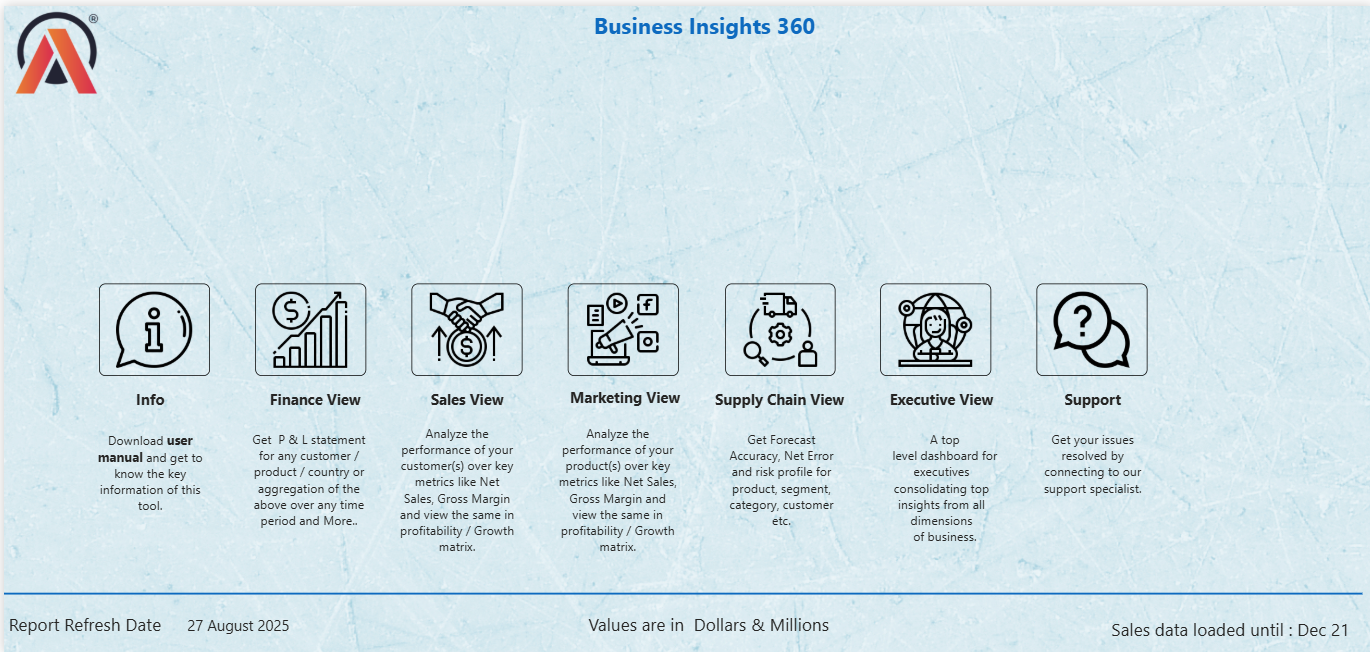 ®
Business Insights 360
Info
Download user
manual and get to
know the key
information of this
tool.
Finance View
Get P & L statement
for any customer /
product / country or
aggregation of the
above over any time
period and More..
Sales View
Analyze the
performance of your
customer(s) over key
metrics like Net
Sales, Gross Margin
and view the same in
profitability / Growth
matrix.
Marketing View
Analyze the
performance of your
product(s) over key
metrics like Net Sales,
Gross Margin and
view the same in
profitability / Growth
matrix.
Supply Chain View
Get Forecast
Accuracy, Net Error
and risk profile for
product, segment,
category, customer
etc.
Executive View
A top
level dashboard for
executives
consolidating top
insights from all
dimensions
of business.
Support
Get your issues
resolved by
connecting to our
support specialist.
Report Refresh Date 27 August 2025
Values are in Dollars & Millions
Sales data loaded until : Dec 21